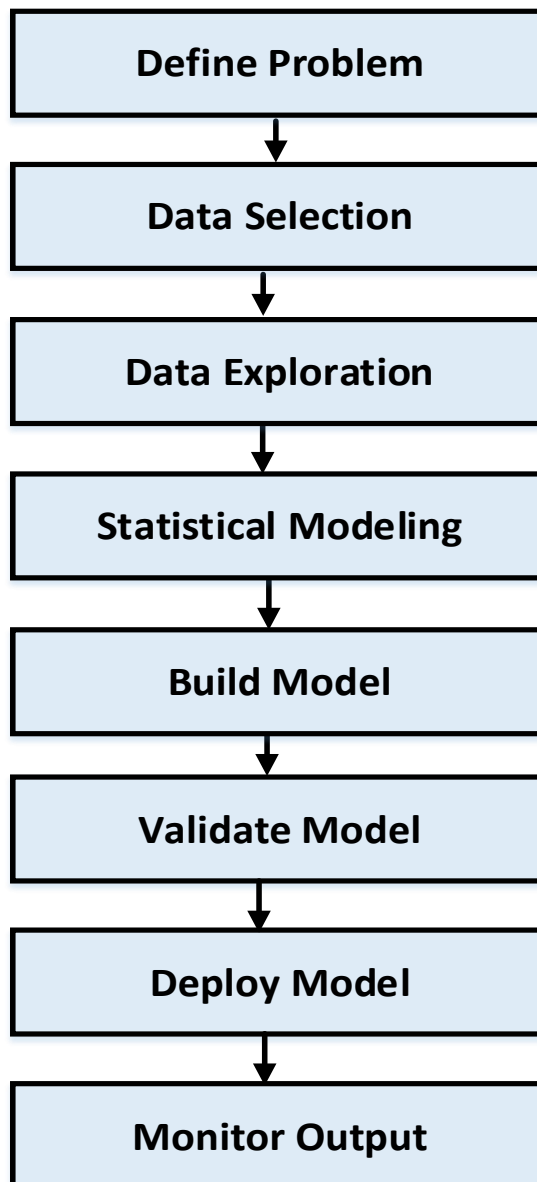 Define Problem
Data Selection
Data Exploration
Statistical Modeling
Build Model
Validate Model
Deploy Model
Monitor Output